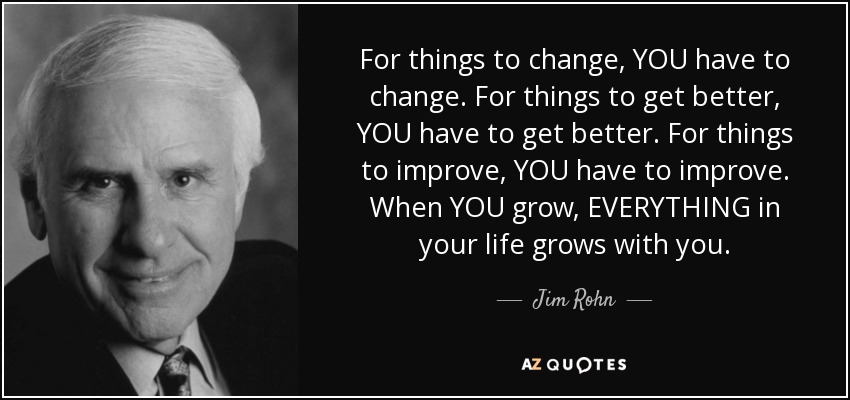 For things to change, YOU have to
change. For things to get better,
YOU have to get better. For things
to improve, YOU have to improve.
When YOU grow, EVERYTHING in
your life grows with you.
Jim Rohn
AZ QUOTES